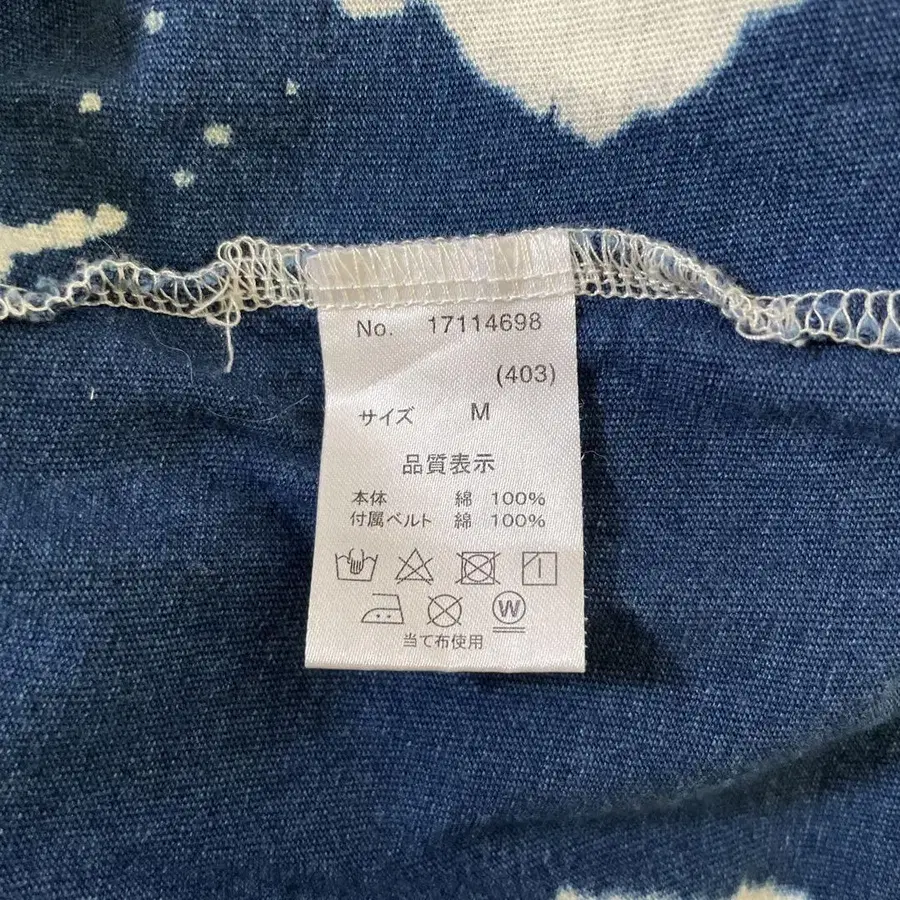 No. 17114698
(403)
サイズ M
品質表示
本体 綿 100%
付属ベルト 綿 100%
W
当て布使用